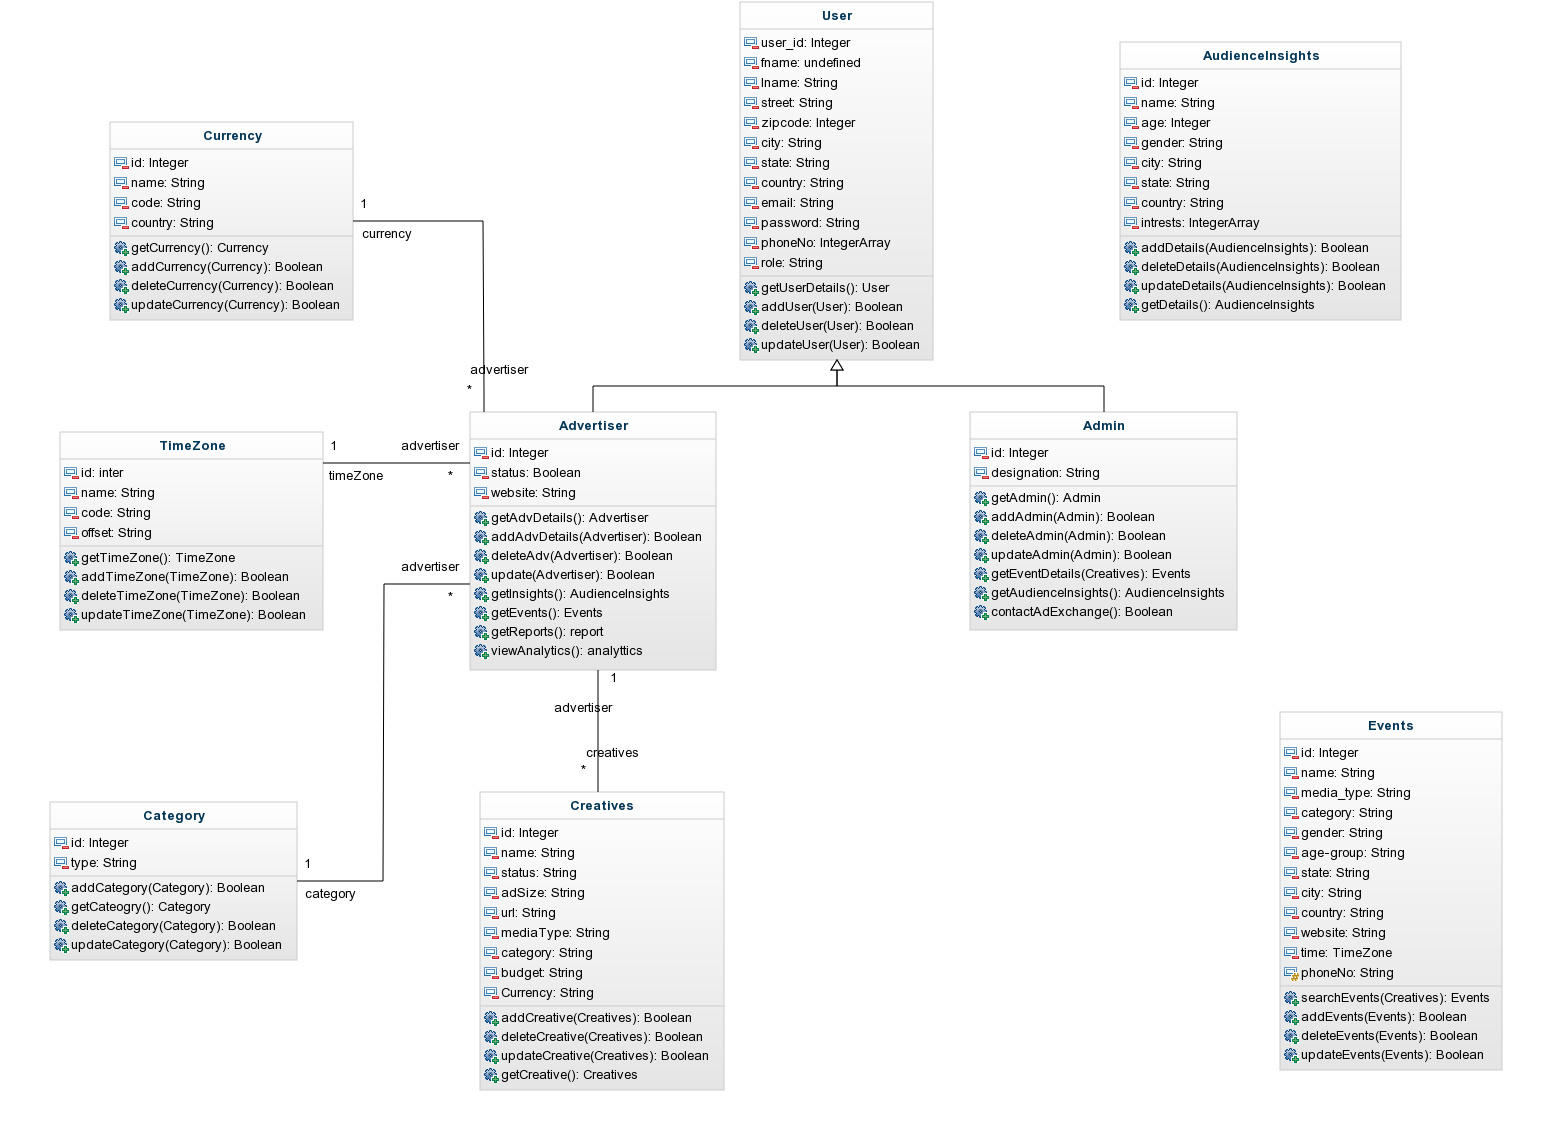 User
user_id: Integer
fname: undefined
lname: String
street: String
zipcode: Integer
city: String
state: String
country: String
email: String
password: String
phoneNo: IntegerArray
role: String
getUserDetails(): User
addUser(User): Boolean
deleteUser(User): Boolean
updateUser(User): Boolean
AudienceInsights
id: Integer
name: String
age: Integer
gender: String
city: String
state: String
country: String
intrests: IntegerArray
addDetails(AudienceInsights): Boolean
deleteDetails(AudienceInsights): Boolean
updateDetails(AudienceInsights): Boolean
getDetails(): AudienceInsights
Currency
id: Integer
name: String
code: String
country: String
getCurrency(): Currency
addCurrency(Currency): Boolean
deleteCurrency(Currency): Boolean
updateCurrency(Currency): Boolean
1
currency
advertiser
*
TimeZone
id: inter
name: String
code: String
offset: String
getTimeZone(): TimeZone
addTimeZone(TimeZone): Boolean
deleteTimeZone(TimeZone): Boolean
updateTimeZone(TimeZone): Boolean
1
timeZone
advertiser
*
Advertiser
id: Integer
status: Boolean
website: String
getAdvDetails(): Advertiser
addAdvDetails(Advertiser): Boolean
deleteAdv(Advertiser): Boolean
update(Advertiser): Boolean
getInsights(): AudienceInsights
getEvents(): Events
getReports(): report
viewAnalytics(): analyttics
Admin
id: Integer
designation: String
getAdmin(): Admin
addAdmin(Admin): Boolean
deleteAdmin(Admin): Boolean
updateAdmin(Admin): Boolean
getEventDetails(Creatives): Events
getAudienceInsights(): AudienceInsights
contactAdExchange(): Boolean
advertiser
*
1
category
Category
id: Integer
type: String
addCategory(Category): Boolean
getCateogry(): Category
deleteCategory(Category): Boolean
updateCategory(Category): Boolean
1
advertiser
creatives
*
Creatives
id: Integer
name: String
status: String
adSize: String
url: String
mediaType: String
category: String
budget: String
Currency: String
addCreative(Creatives): Boolean
deleteCreative(Creatives): Boolean
updateCreative(Creatives): Boolean
getCreative(): Creatives
Events
id: Integer
name: String
media_type: String
category: String
gender: String
age-group: String
state: String
city: String
country: String
website: String
time: TimeZone
phoneNo: String
searchEvents(Creatives): Events
addEvents(Events): Boolean
deleteEvents(Events): Boolean
updateEvents(Events): Boolean